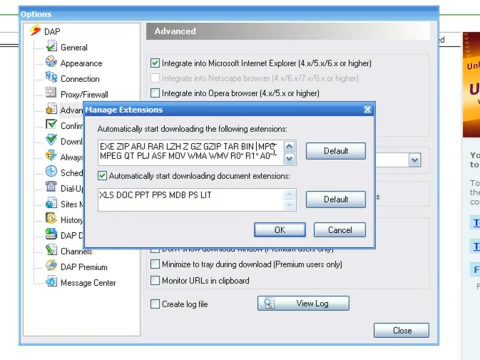 Options
DAP
General
Appearance
Connection
Proxy/Firewall
Confir
Downl
Always
Sched
Dial-Up
Sites M
History
DAP D
Channels
DAP Premium
Message Center
Advanced
Integrate into Microsoft Internet Explorer (4.x/5.x/6.x or higher)
Integrate into Netscape browser (4.x/6.x/7.x or higher)
Integrate into Opera browser (4.x/5.x or higher)
Manage Extensions
Automatically start downloading the following extensions:
EXE ZIP ARJ RAR LZH Z GZ GZIP TAR BIN
MPEG QT PLJ ASF MOV WMA WMV R0* R1* A0*
Default
Automatically start downloading document extensions:
XLS DOC PPT PPS MDB PS LIT
Default
OK
Cancel
Minimize to tray during download (Premium users only)
Monitor URLs in clipboard
Create log file
View Log
Close